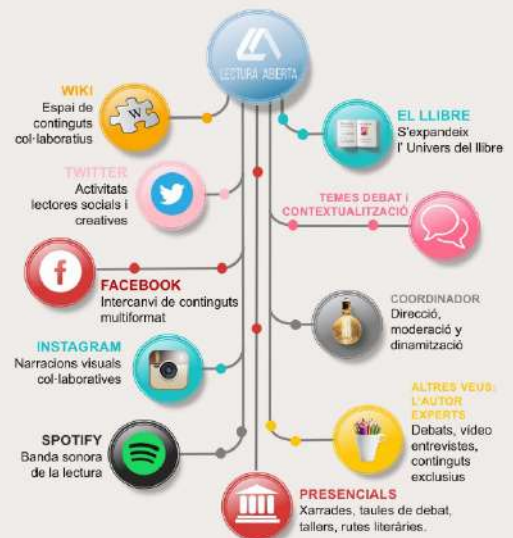 LECTURA ABERTA
WIKI
Espai de
continguts
col·laboratius
EL LLIBRE
S'expandeix
l' Univers del llibre
TWITTER
Activitats
lectores socials i
creatives
TEMES DEBAT I
CONTEXTUALITZACIÓ
FACEBOOK
Intercanvi de continguts
multiformat
COORDINADOR
Direcció,
moderació y
dinamització
INSTAGRAM
Narracions visuals
col·laboratives
ALTRES VEUS:
L'AUTOR
EXPERTS
Debats, vídeo
entrevistes,
continguts
exclusius
SPOTIFY
Banda sonora
de la lectura
PRESENCIALS
Xarrades, taules de debat,
tallers, rutes literàries.
W
f